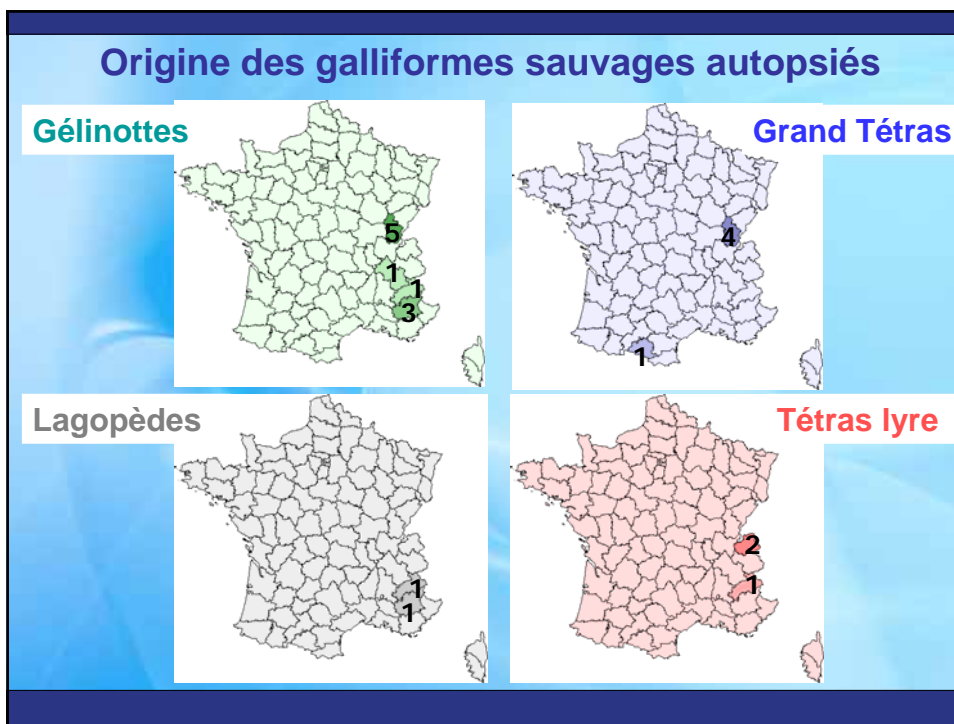 Origine des galliformes sauvages autopsiés
Gélinottes
5
1
1
3
Grand Tétras
4
1
Lagopèdes
1
1
Tétras lyre
2
1